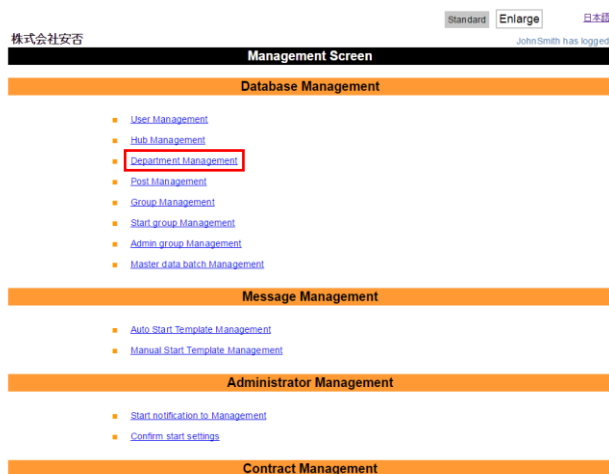 Standard Enlarge 日本語
株式会社安否
JohnSmith has logged
Management Screen
Database Management
User Management
Hub Management
Department Management
Post Management
Group Management
Start group Management
Admin group Management
Master data batch Management
Message Management
Auto Start Template Management
Manual Start Template Management
Administrator Management
Start notification to Management
Confirm start settings
Contract Management